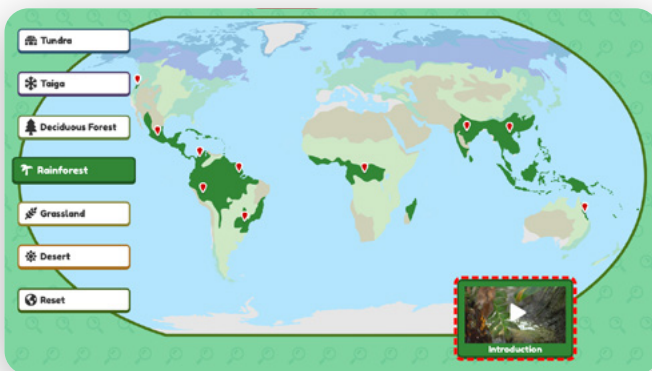 Tundra
Taiga
Deciduous Forest
Rainforest
Grassland
Desert
Reset
Introduction